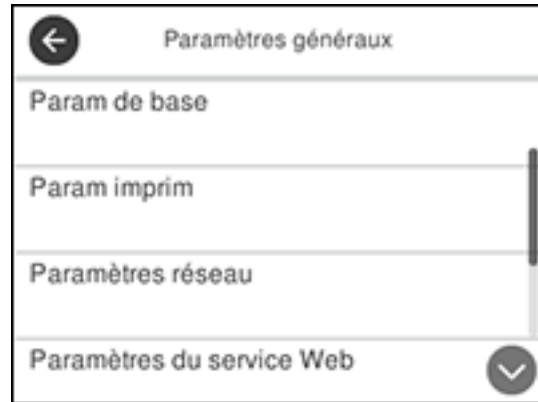 Paramètres généraux
Param de base
Param imprim
Paramètres réseau
Paramètres du service Web